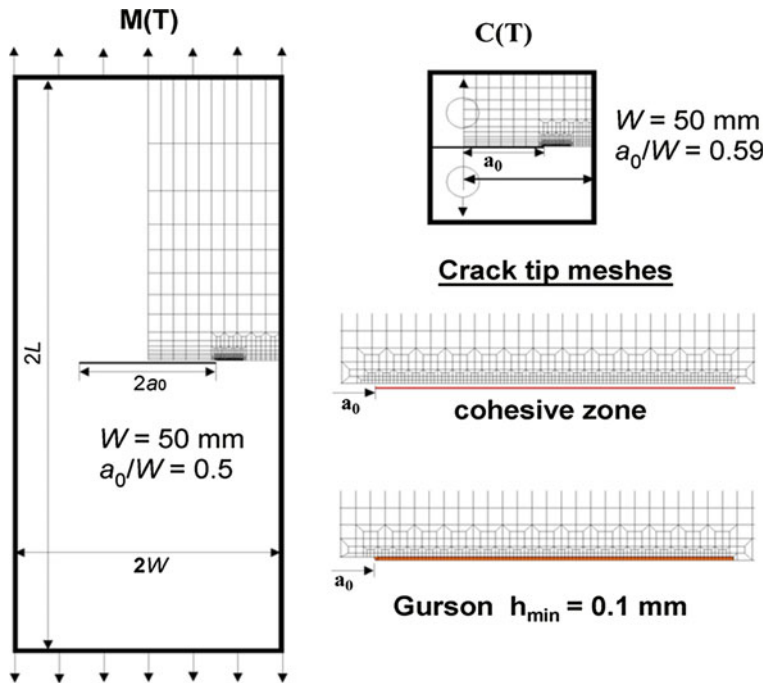 M(T)
2L
2a₀
W = 50 mm
a₀/W = 0.5
2W
C(T)
a₀
W = 50 mm
a₀/W = 0.59
Crack tip meshes
a₀
cohesive zone
a₀
Gurson hₘᵢₙ = 0.1 mm